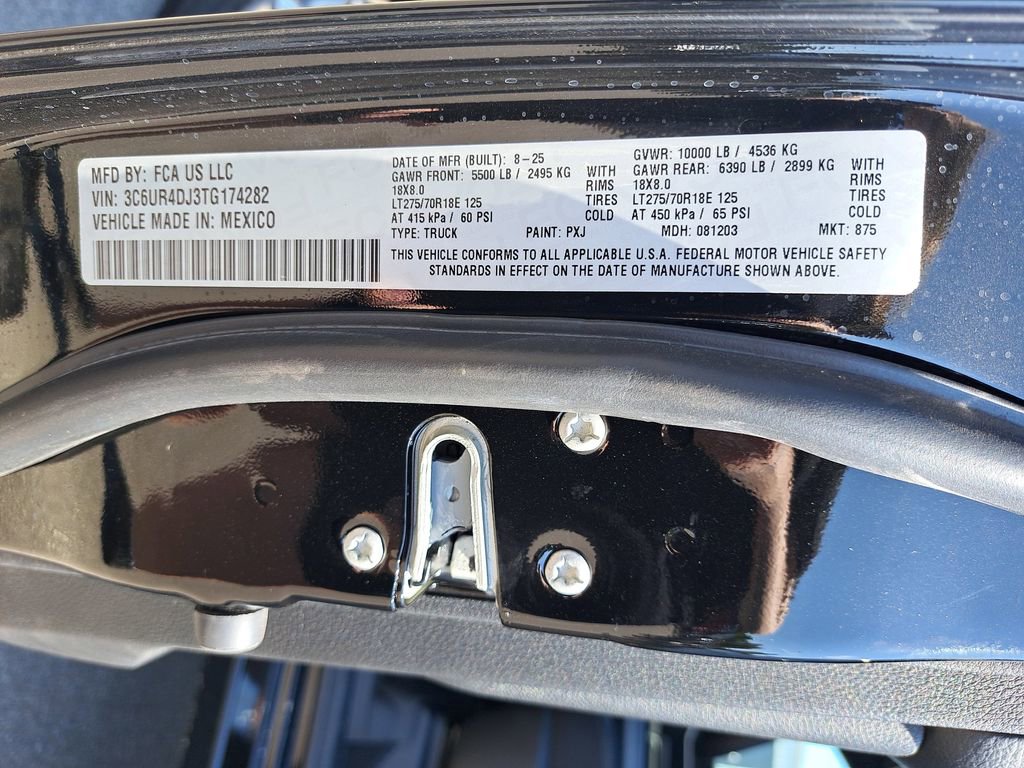 MFD BY: FCA US LLC
VIN: 3C6UR4DJ3TG174282
VEHICLE MADE IN: MEXICO
DATE OF MFR (BUILT): 8-25
GAWR FRONT: 5500 LB / 2495 KG
18X8.0
LT275/70R18E 125
AT 415 kPa / 60 PSI
WITH
RIMS
TIRES
COLD
GVWR: 10000 LB / 4536 KG
GAWR REAR: 6390 LB / 2899 KG
18X8.0
LT275/70R18E 125
AT 450 kPa / 65 PSI
WITH
RIMS
TIRES
COLD
TYPE: TRUCK PAINT: PXJ MDH: 081203 MKT: 875
THIS VEHICLE CONFORMS TO ALL APPLICABLE U.S.A. FEDERAL MOTOR VEHICLE SAFETY
STANDARDS IN EFFECT ON THE DATE OF MANUFACTURE SHOWN ABOVE.